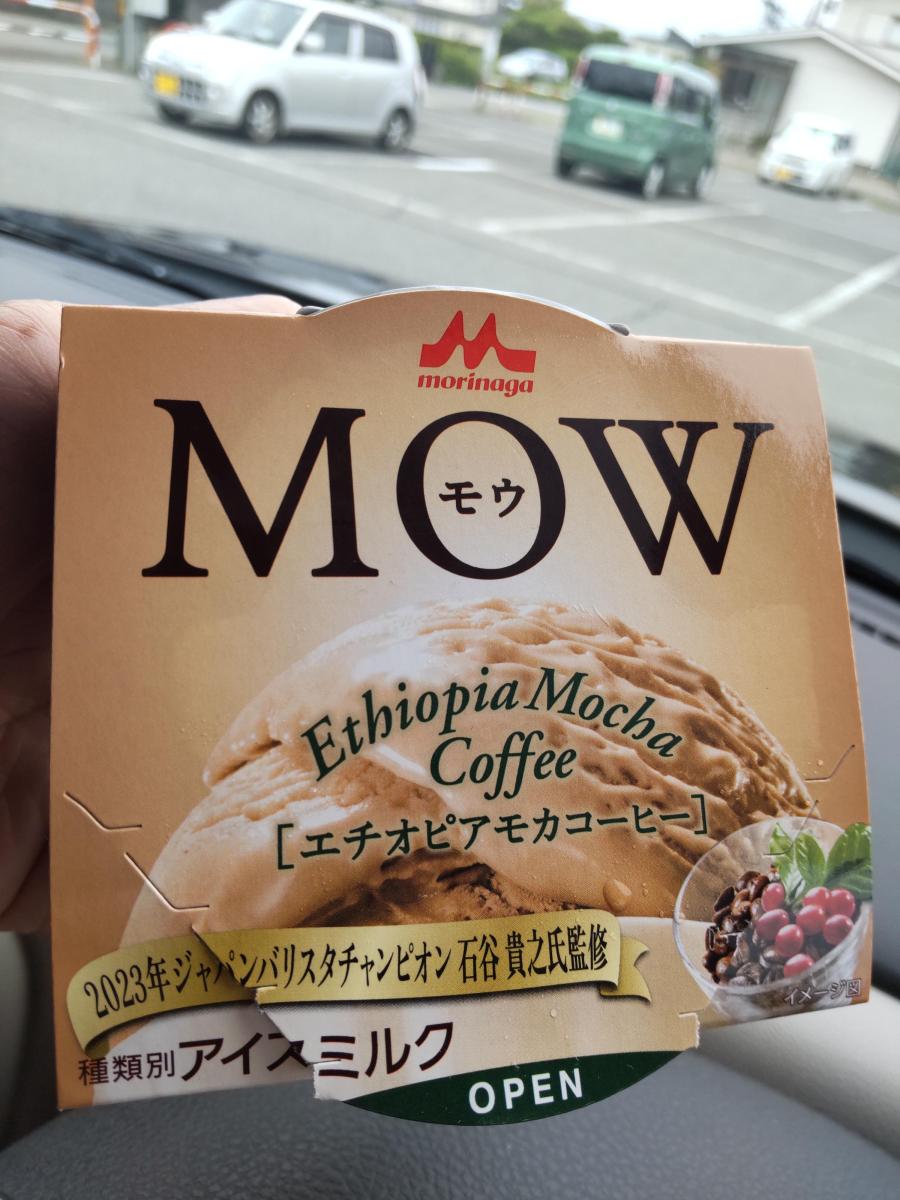 morinaga
MOW
モウ
Ethiopia Mocha
Coffee
[エチオピアモカコーヒー]
2023年ジャパンバリスタチャンピオン 石谷 貴之氏監修
イメージ図
種類別アイスミルク
OPEN